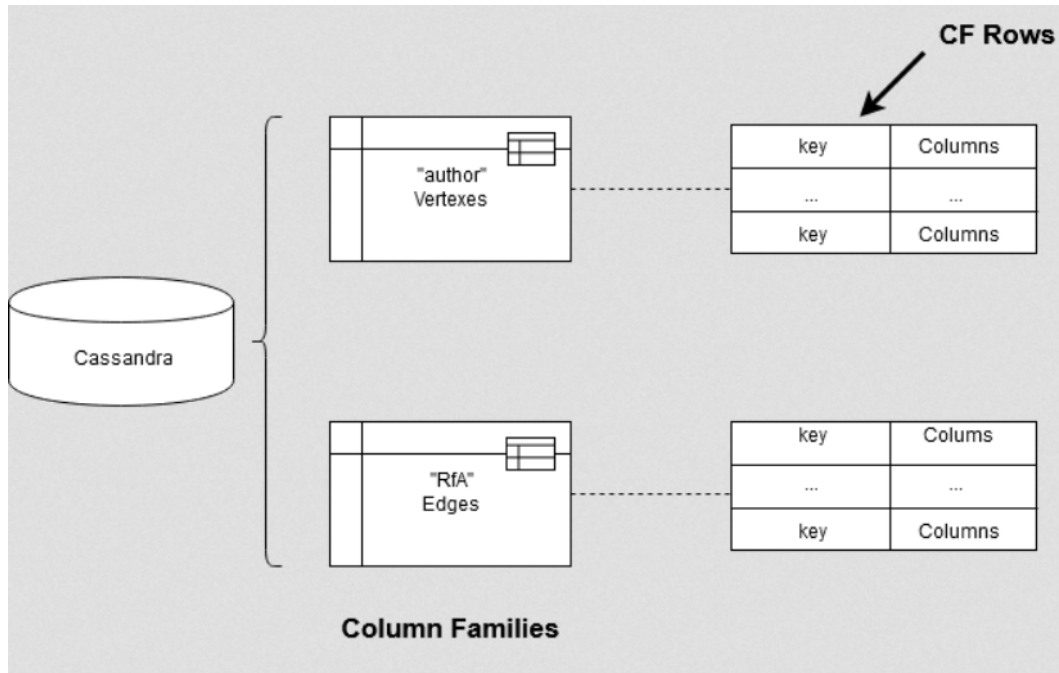 CF Rows
key Columns
... ...
key Columns
"author"
Vertexes
Cassandra
key Colums
... ...
key Columns
"RfA"
Edges
Column Families